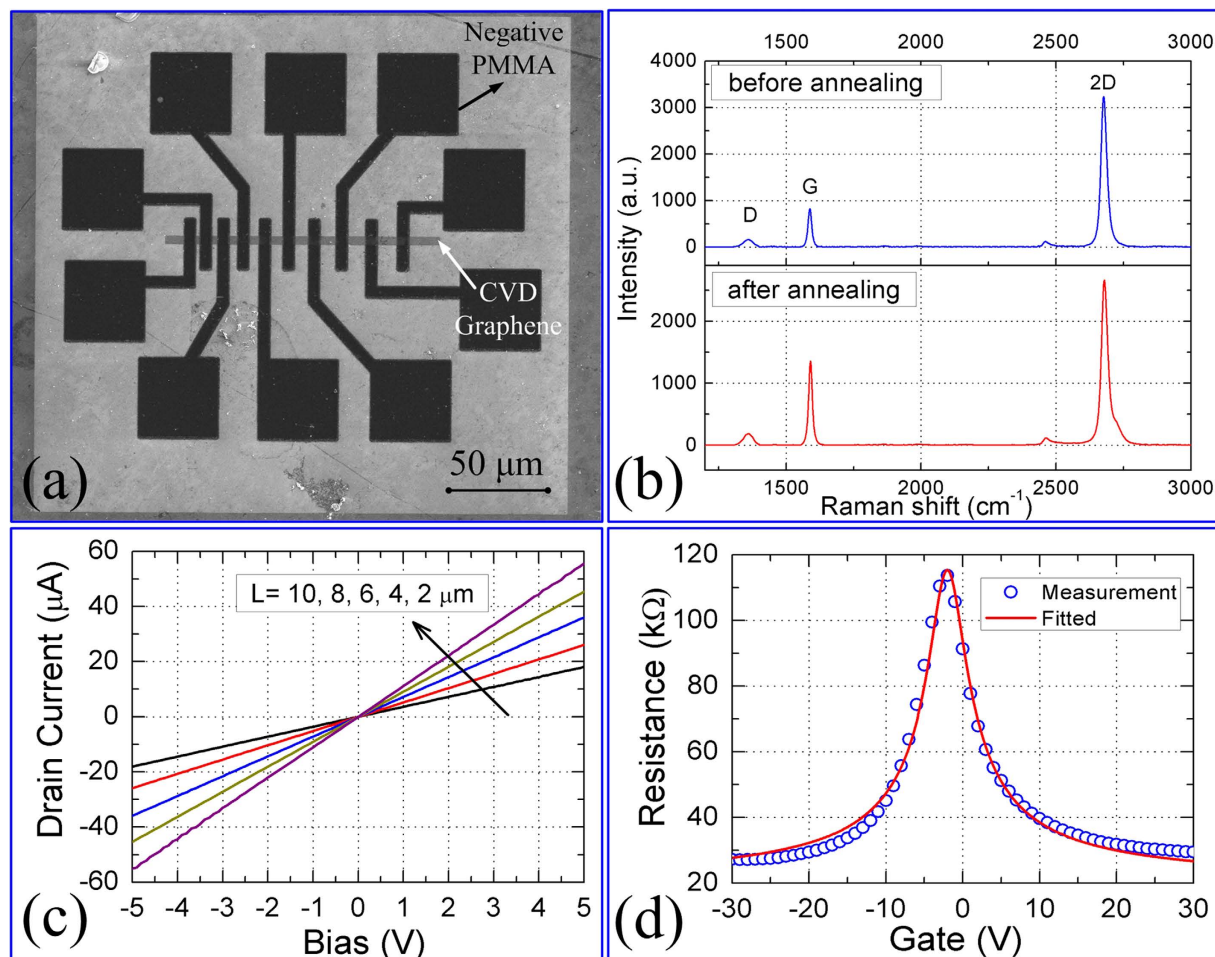 Negative
PMMA
CVD
Graphene
50 μm
(a)
1500 2000 2500 3000
4000
3000
2000
1000
0
2000
1000
0
Intensity (a.u.)
before annealing
D
G
2D
after annealing
1500 2000 2500 3000
Raman shift (cm⁻¹)
(b)
60
40
20
0
-20
-40
-60
Drain Current (μA)
L= 10, 8, 6, 4, 2 μm
-5 -4 -3 -2 -1 0 1 2 3 4 5
Bias (V)
(c)
120
100
80
60
40
20
Resistance (kΩ)
Measurement
Fitted
-30 -20 -10 0 10 20 30
Gate (V)
(d)